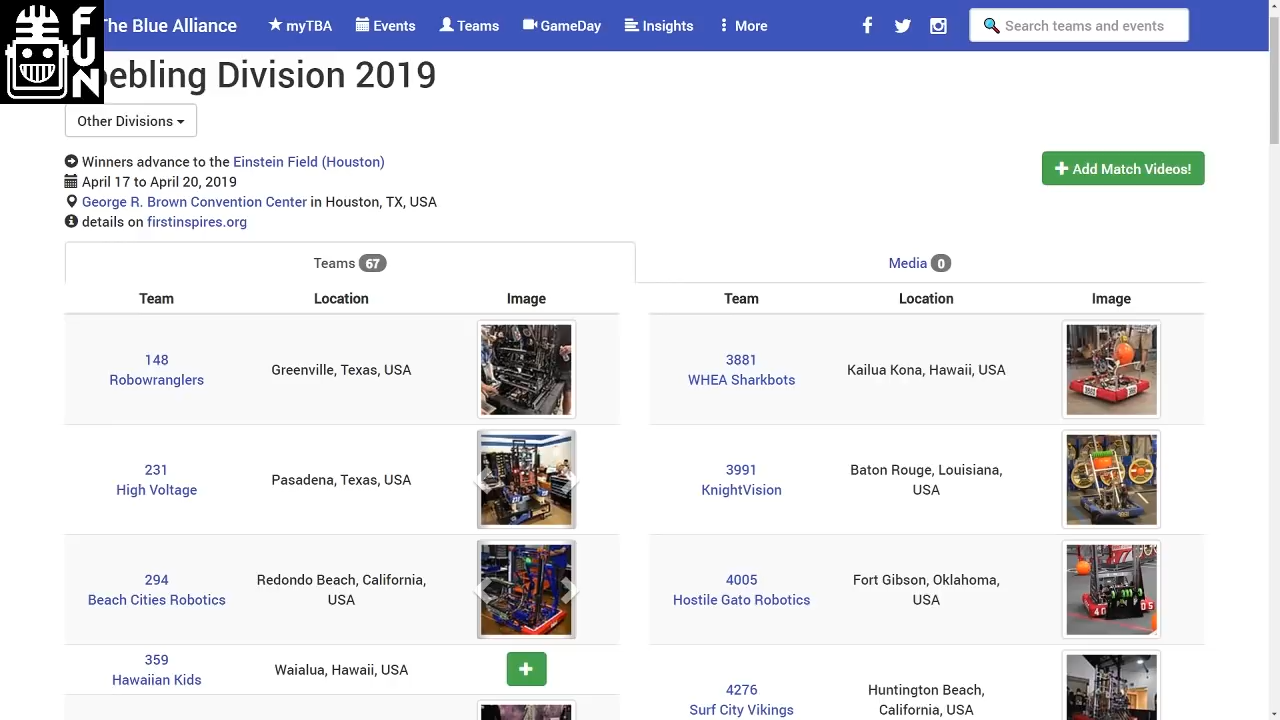 FUN
The Blue Alliance
myTBA
Events
Teams
GameDay
Insights
More
Search teams and events
oebling Division 2019
Other Divisions
Winners advance to the Einstein Field (Houston)
April 17 to April 20, 2019
George R. Brown Convention Center in Houston, TX, USA
details on firstinspires.org
Add Match Videos!
Teams 67
Media 0
Team Location Image
148
Robowranglers
Greenville, Texas, USA
231
High Voltage
Pasadena, Texas, USA
294
Beach Cities Robotics
Redondo Beach, California,
USA
359
Hawaiian Kids
Waialua, Hawaii, USA
Team Location Image
3881
WHEA Sharkbots
Kailua Kona, Hawaii, USA
3991
KnightVision
Baton Rouge, Louisiana,
USA
4005
Hostile Gato Robotics
Fort Gibson, Oklahoma,
USA
4276
Surf City Vikings
Huntington Beach,
California, USA